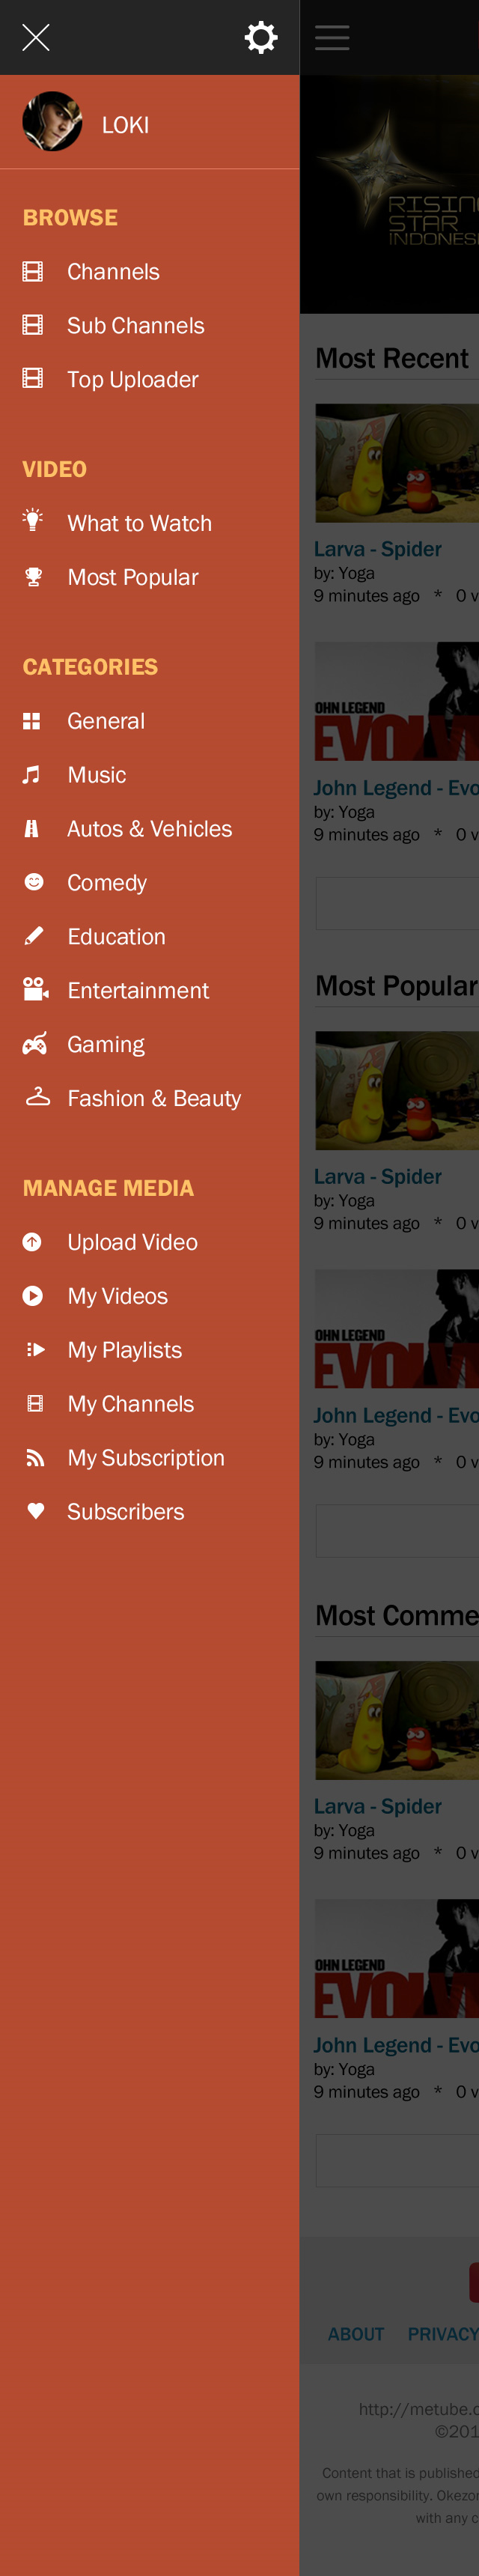 LOKI
BROWSE
Channels
Sub Channels
Top Uploader
VIDEO
What to Watch
Most Popular
CATEGORIES
General
Music
Autos & Vehicles
Comedy
Education
Entertainment
Gaming
Fashion & Beauty
MANAGE MEDIA
Upload Video
My Videos
My Playlists
My Channels
My Subscription
Subscribers
RISING
STAR
INDONES
Most Recent
Larva - Spider
by: Yoga
9 minutes ago * 0 v
OHN LEGEND
EVOLV
John Legend - Evo
by: Yoga
9 minutes ago * 0 v
Most Popular
Larva - Spider
by: Yoga
9 minutes ago * 0 v
OHN LEGEND
EVOLV
John Legend - Evo
by: Yoga
9 minutes ago * 0 v
Most Comme
Larva - Spider
by: Yoga
9 minutes ago * 0 v
OHN LEGEND
EVOLV
John Legend - Evo
by: Yoga
9 minutes ago * 0 v
ABOUT PRIVACY
http://metube.c
©201
Content that is published
own responsibility. Okezon
with any c